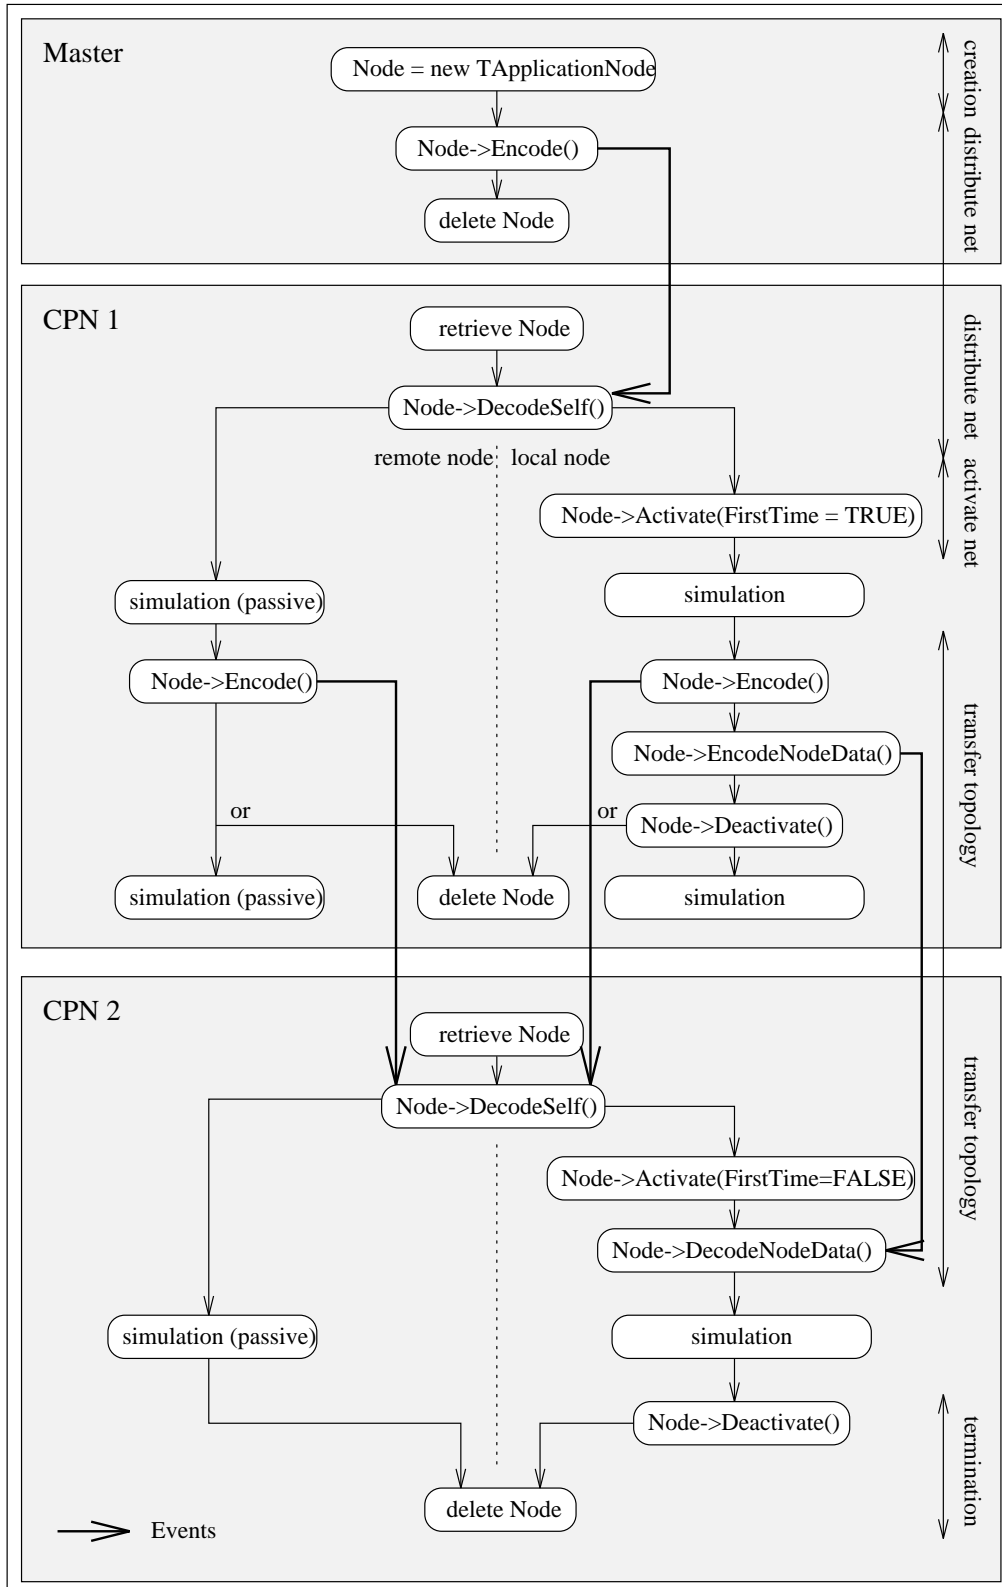 Master
Node = new TApplicationNode
Node->Encode()
delete Node
creation
distribute net
CPN 1
retrieve Node
Node->DecodeSelf()
remote node
local node
Node->Activate(FirstTime = TRUE)
simulation (passive)
simulation
Node->Encode()
Node->Encode()
Node->EncodeNodeData()
or
or
Node->Deactivate()
simulation (passive)
delete Node
simulation
distribute net
activate net
transfer topology
CPN 2
retrieve Node
Node->DecodeSelf()
Node->Activate(FirstTime=FALSE)
Node->DecodeNodeData()
simulation (passive)
simulation
Node->Deactivate()
delete Node
transfer topology
termination
Events